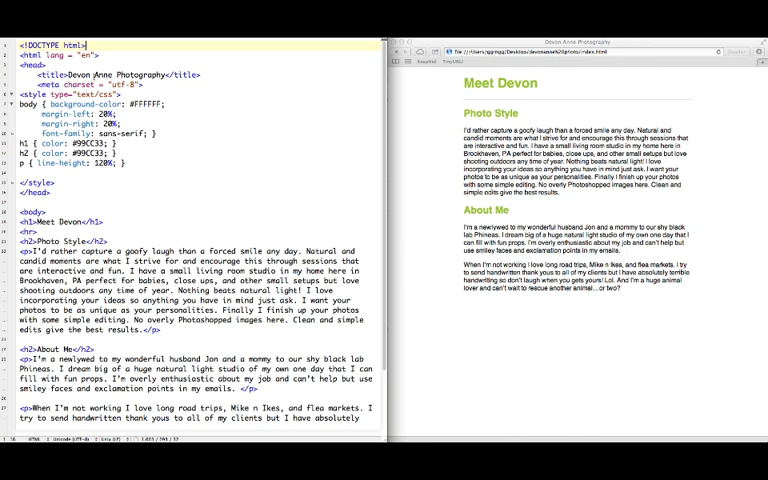 <!DOCTYPE html>
<html lang = "en">
<head>
<title>Devon Anne Photography</title>
<meta charset = "utf-8">
<style type="text/css">
body { background-color: #FFFFFF;
margin-left: 20%;
margin-right: 20%;
font-family: sans-serif; }
h1 { color: #99CC33; }
h2 { color: #99CC33; }
p { line-height: 120%; }
</style>
</head>
<body>
<h1>Meet Devon</h1>
<hr>
<h2>Photo Style</h2>
<p>I'd rather capture a goofy laugh than a forced smile any day. Natural and
candid moments are what I strive for and encourage this through sessions that
are interactive and fun. I have a small living room studio in my home here in
Brookhaven, PA perfect for babies, close ups, and other small setups but love
shooting outdoors any time of year. Nothing beats natural light! I love
incorporating your ideas so anything you have in mind just ask. I want your
photos to be as unique as your personalities. Finally I finish up your photos
with some simple editing. No overly Photoshopped images here. Clean and simple
edits give the best results.</p>
<h2>About Me</h2>
<p>I'm a newlywed to my wonderful husband Jon and a mommy to our shy black lab
Phineas. I dream big of a huge natural light studio of my own one day that I can
fill with fun props. I'm overly enthusiastic about my job and can't help but use
smiley faces and exclamation points in my emails. </p>
<p>When I'm not working I love long road trips, Mike n Ikes, and flea markets. I
try to send handwritten thank yous to all of my clients but I have absolutely
Devon Anne Photography
Meet Devon
Photo Style
I'd rather capture a goofy laugh than a forced smile any day. Natural and
candid moments are what I strive for and encourage this through sessions that
are interactive and fun. I have a small living room studio in my home here in
Brookhaven, PA perfect for babies, close ups, and other small setups but love
shooting outdoors any time of year. Nothing beats natural light! I love
incorporating your ideas so anything you have in mind just ask. I want your
photos to be as unique as your personalities. Finally I finish up your photos
with some simple editing. No overly Photoshopped images here. Clean and
simple edits give the best results.
About Me
I'm a newlywed to my wonderful husband Jon and a mommy to our shy black
lab Phineas. I dream big of a huge natural light studio of my own one day that I
can fill with fun props. I'm overly enthusiastic about my job and can't help but
use smiley faces and exclamation points in my emails.
When I'm not working I love long road trips, Mike n Ikes, and flea markets. I try
to send handwritten thank yous to all of my clients but I have absolutely terrible
handwriting so don't laugh when you get yours! Lol. And I'm a huge animal
lover and can't wait to rescue another animal...or two?